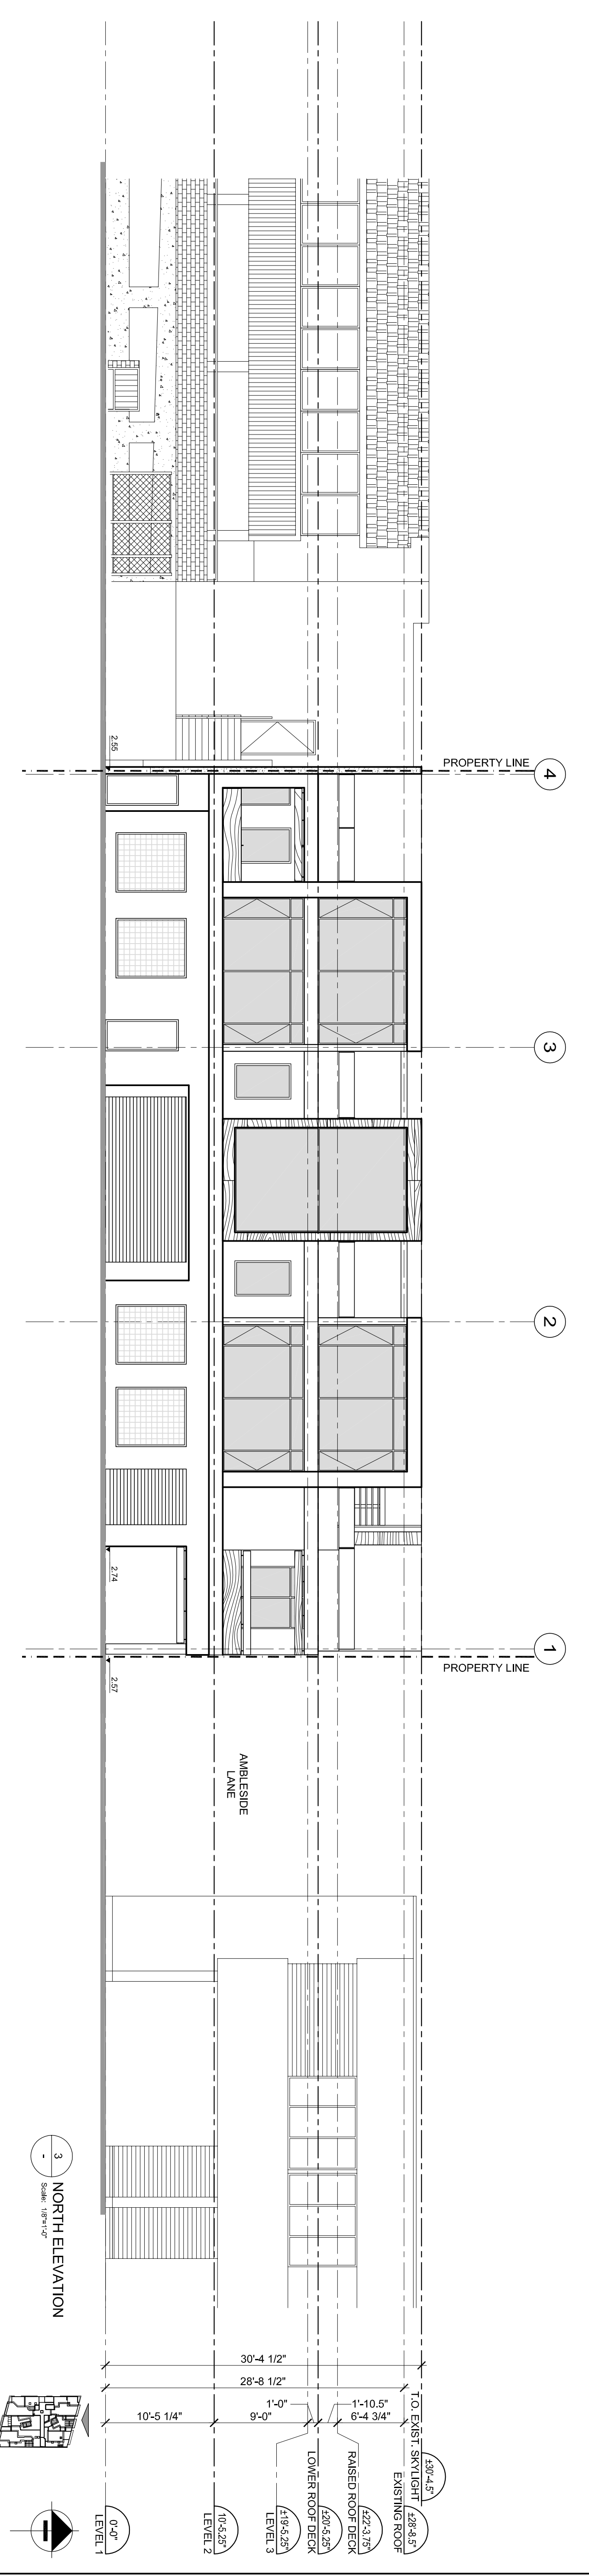 PROPERTY LINE
4
3
2
1
PROPERTY LINE
2.55
2.74
2.57
AMBLESIDE
LANE
3
-
NORTH ELEVATION
Scale: 1/8"=1'-0"
30'-4 1/2"
28'-8 1/2"
10'-5 1/4"
9'-0"
1'-0"
1'-10.5"
6'-4 3/4"
±30'-4.5"
T.O. EXIST. SKYLIGHT
±28'-8.5"
EXISTING ROOF
±22'-3.75"
RAISED ROOF DECK
±20'-5.25"
LOWER ROOF DECK
±19'-5.25"
LEVEL 3
10'-5.25"
LEVEL 2
0'-0"
LEVEL 1